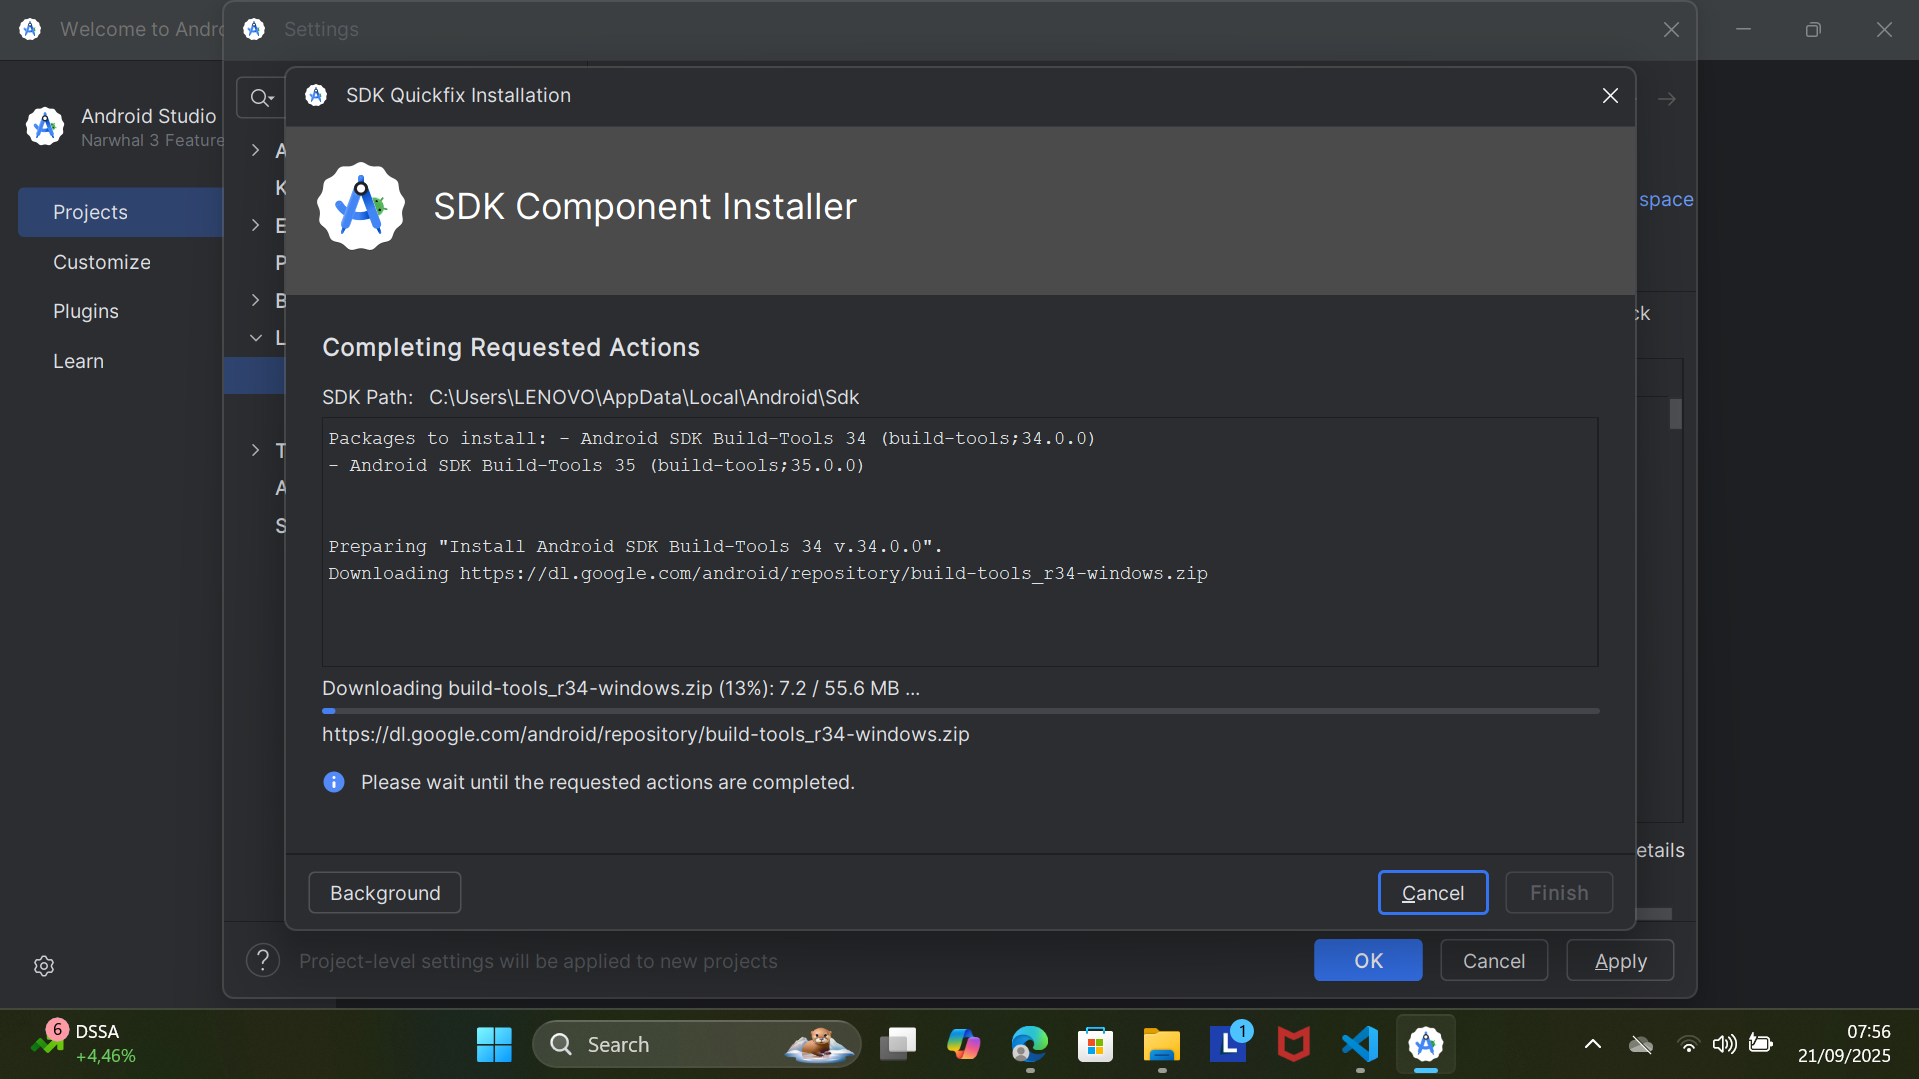 Welcome to Andro
Settings
SDK Quickfix Installation
Android Studio
Narwhal 3 Feature
Projects
Customize
Plugins
Learn
A
K
E
P
B
L
T
A
S
space
ck
etails
SDK Component Installer
Completing Requested Actions
SDK Path: C:\Users\LENOVO\AppData\Local\Android\Sdk
Packages to install: - Android SDK Build-Tools 34 (build-tools;34.0.0)
- Android SDK Build-Tools 35 (build-tools;35.0.0)
Preparing "Install Android SDK Build-Tools 34 v.34.0.0".
Downloading https://dl.google.com/android/repository/build-tools_r34-windows.zip
Downloading build-tools_r34-windows.zip (13%): 7.2 / 55.6 MB ...
https://dl.google.com/android/repository/build-tools_r34-windows.zip
Please wait until the requested actions are completed.
Background
Cancel
Finish
? Project-level settings will be applied to new projects
OK
Cancel
Apply
6
DSSA
+4,46%
Search
L
1
07:56
21/09/2025